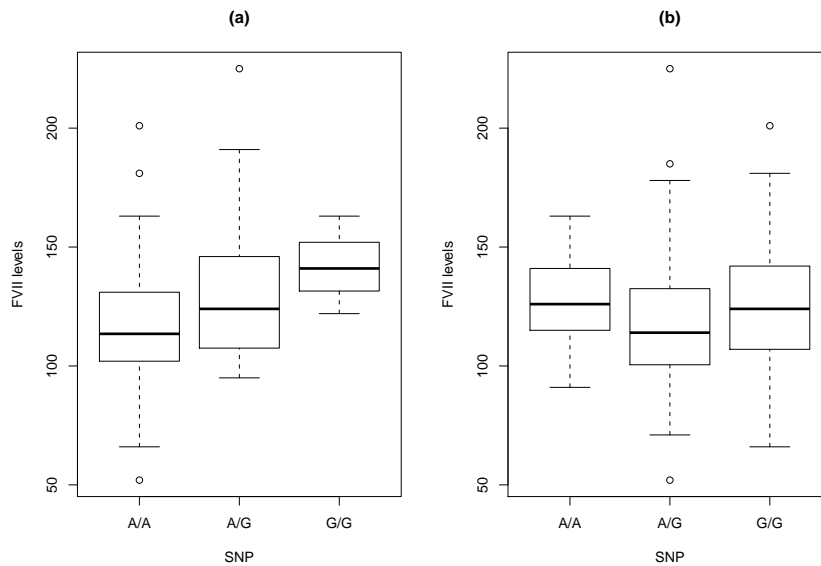 (a)
FVII levels
200
150
100
50
A/A A/G G/G
SNP
(b)
FVII levels
200
150
100
50
A/A A/G G/G
SNP